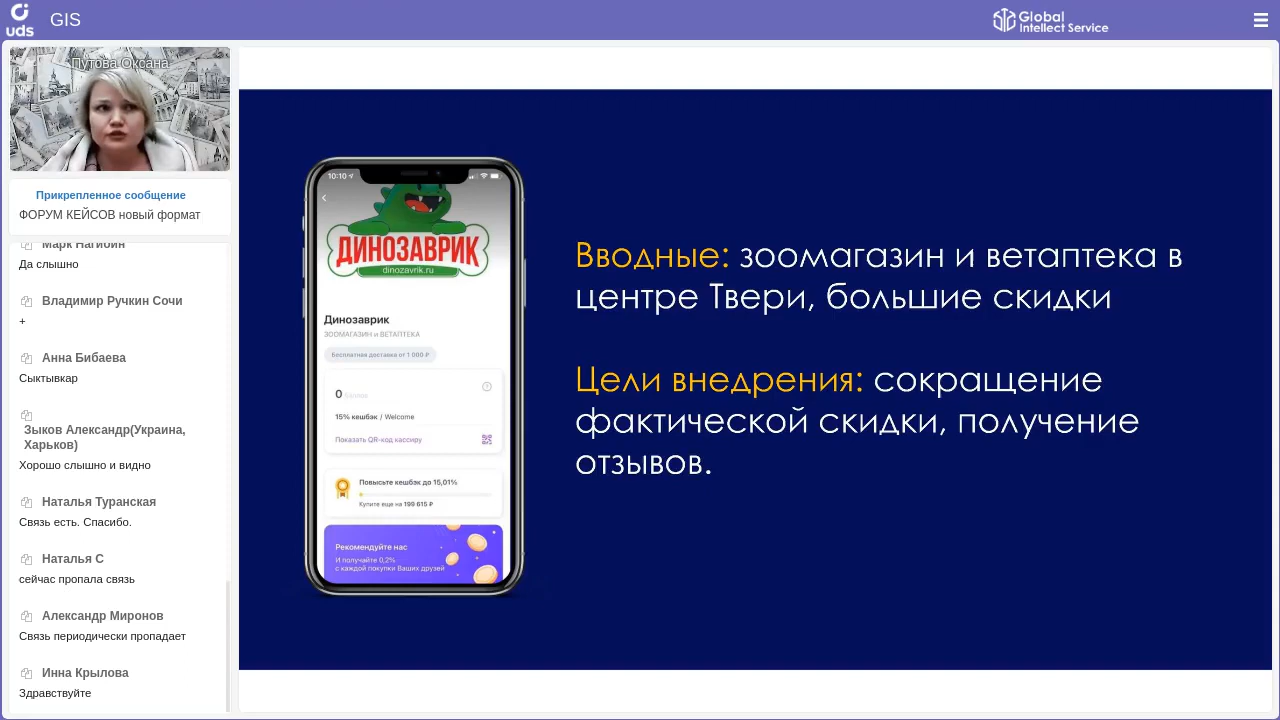 uds
GIS
Global
Intellect Service
Путова Оксана
Прикрепленное сообщение
ФОРУМ КЕЙСОВ новый формат
Марк Нагибин
Да слышно
Владимир Ручкин Сочи
+
Анна Бибаева
Сыктывкар
Зыков Александр(Украина,
Харьков)
Хорошо слышно и видно
Наталья Туранская
Связь есть. Спасибо.
Наталья С
сейчас пропала связь
Александр Миронов
Связь периодически пропадает
Инна Крылова
Здравствуйте
10:10
ДИНОЗАВРИК
dinozavrik.ru
Динозаврик
ЗООМАГАЗИН и ВЕТАПТЕКА
Бесплатная доставка от 1 000 ₽
0 баллов
15% кешбэк / Welcome
Показать QR-код кассиру
Повысьте кешбэк до 15,01%
Купите еще на 199 615 ₽
Рекомендуйте нас
И получайте 0,2%
с каждой покупки Ваших друзей
Вводные: зоомагазин и ветаптека в
центре Твери, большие скидки
Цели внедрения: сокращение
фактической скидки, получение
отзывов.